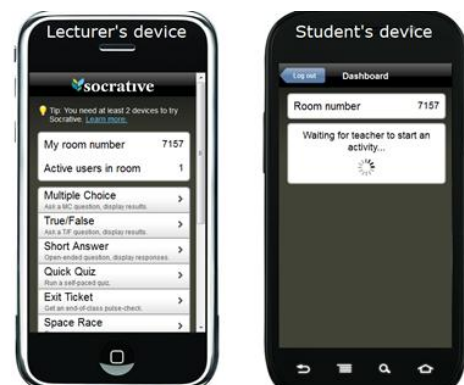 Lecturer's device
socrative
Tip: You need at least 2 devices to try
Socrative. Learn more.
My room number 7157
Active users in room 1
Multiple Choice
Ask a MC question, display results.
True/False
Ask a T/F question, display results.
Short Answer
Open-ended question, display responses.
Quick Quiz
Run a self-paced quiz.
Exit Ticket
Get an end-of-class pulse-check.
Space Race
Student's device
Log out Dashboard
Room number 7157
Waiting for teacher to start an
activity...